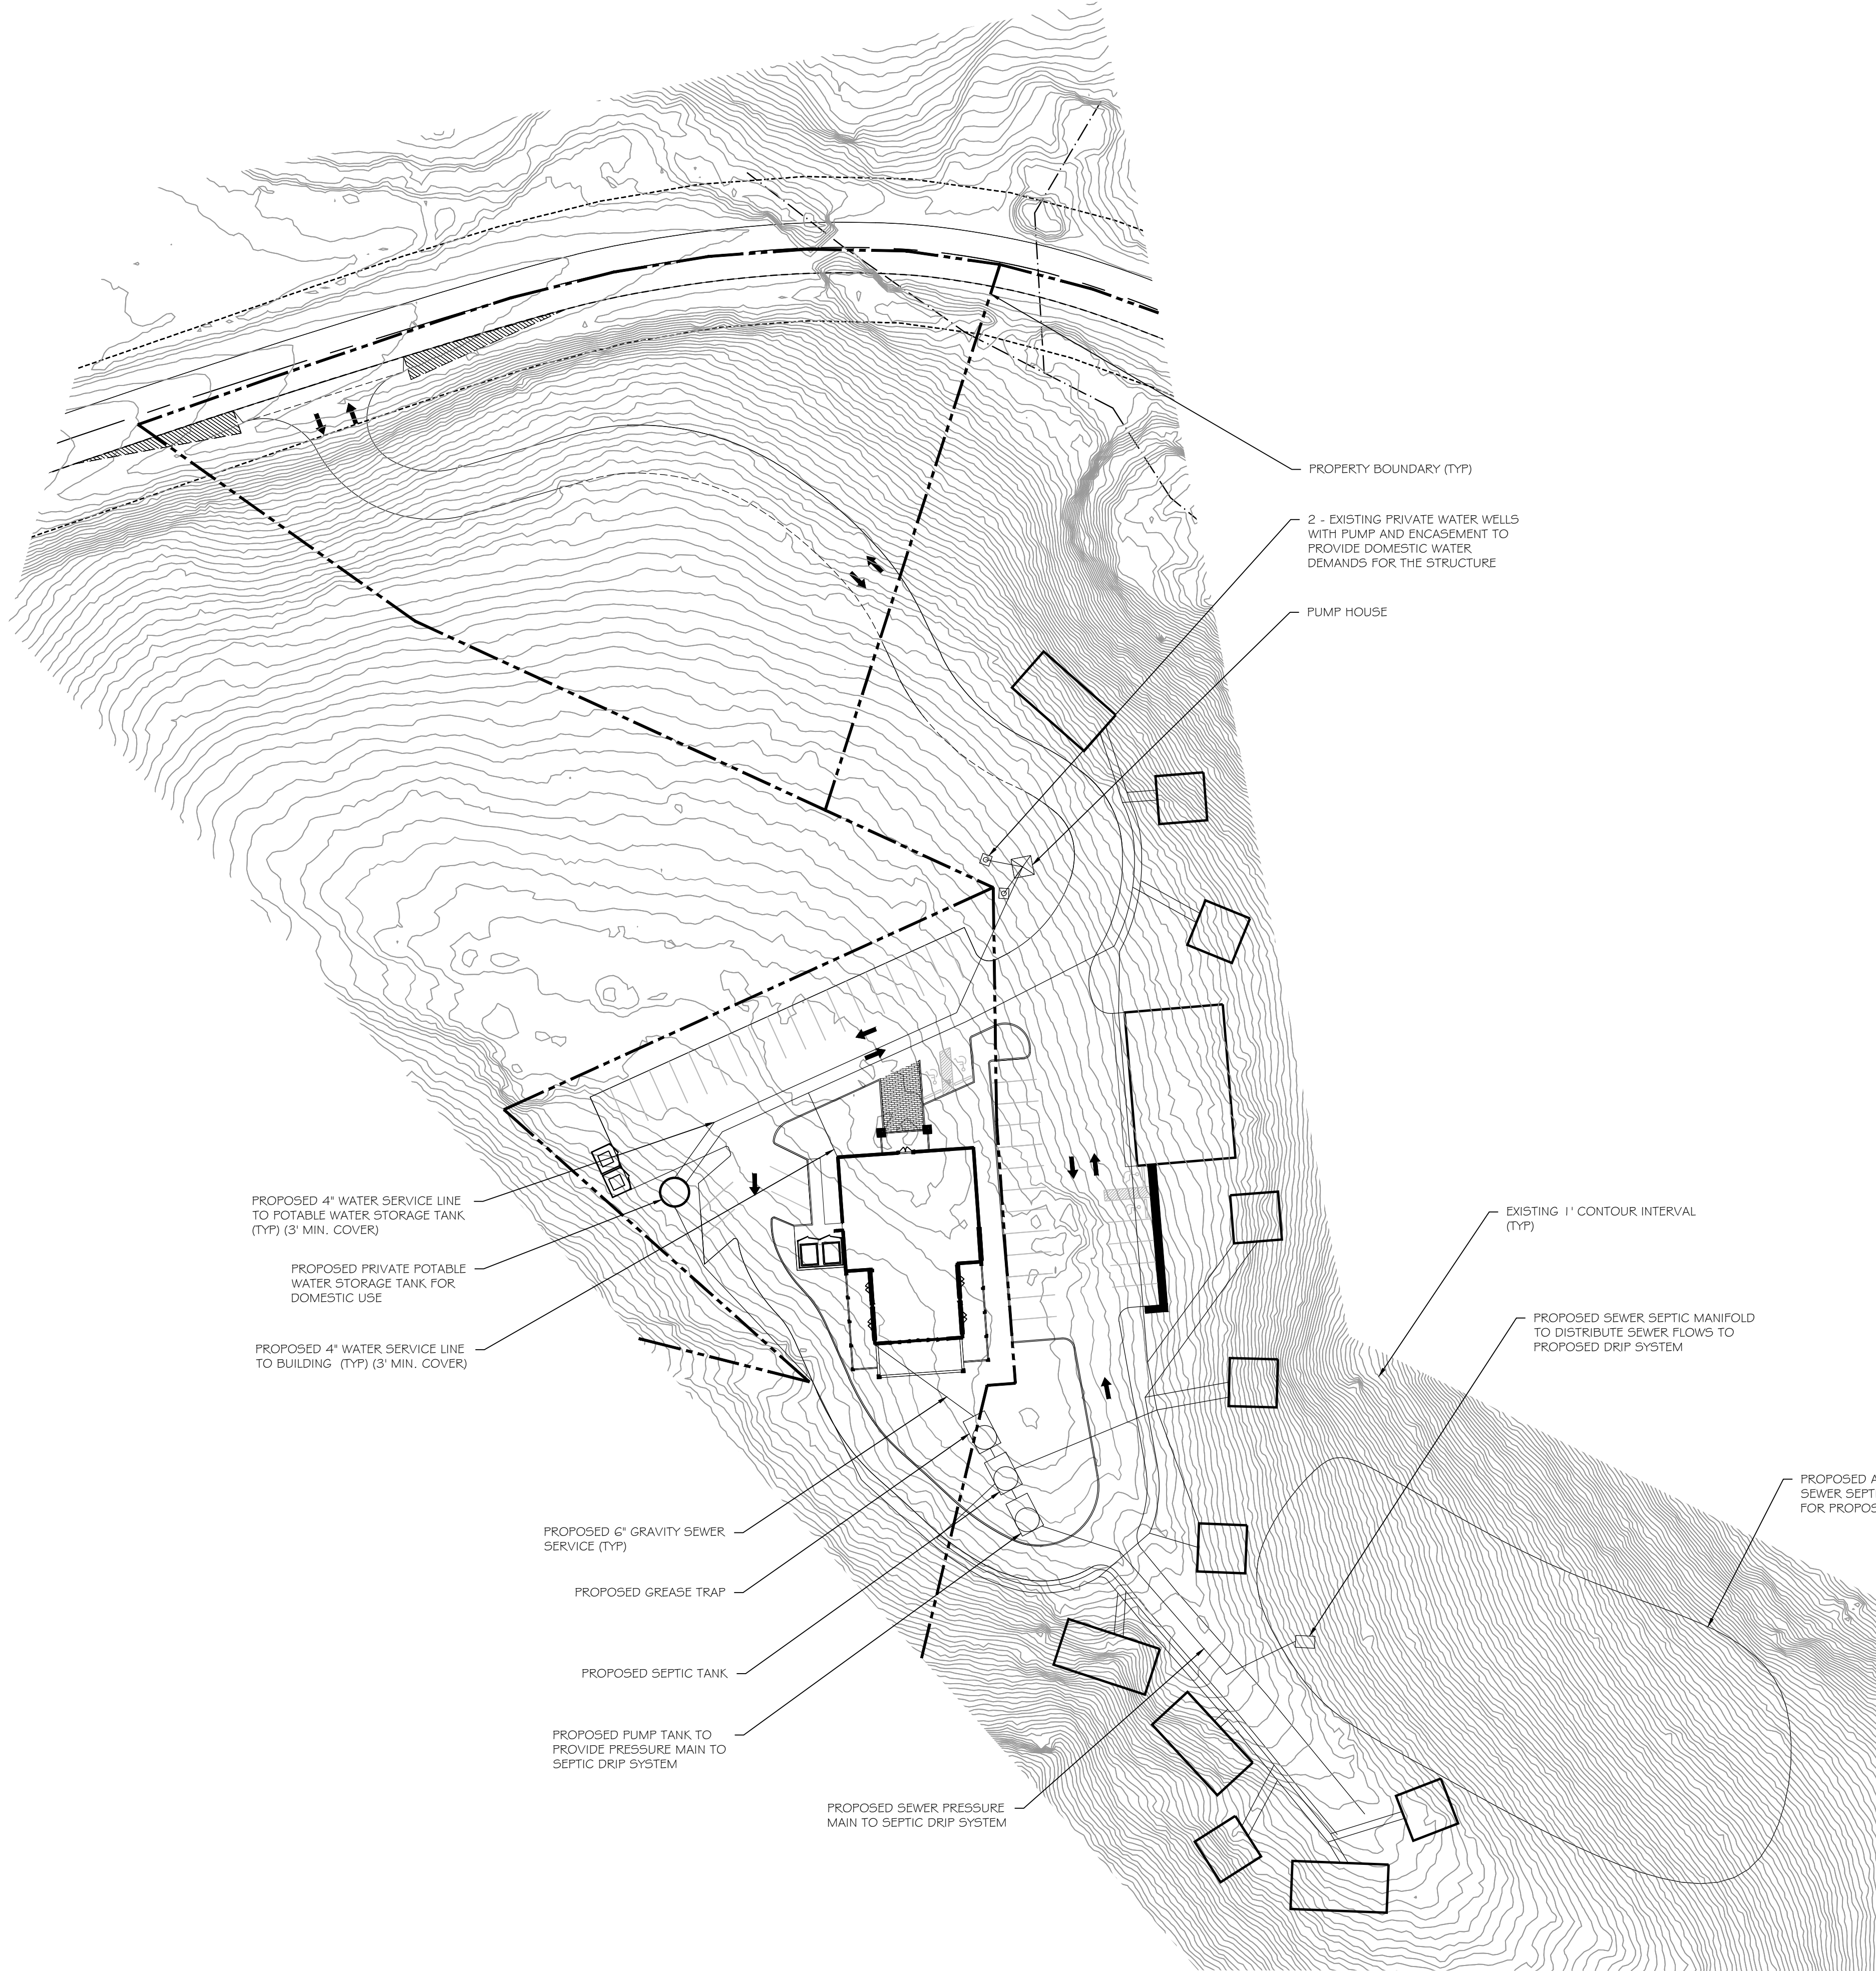 PROPERTY BOUNDARY (TYP)
2 - EXISTING PRIVATE WATER WELLS
WITH PUMP AND ENCASEMENT TO
PROVIDE DOMESTIC WATER
DEMANDS FOR THE STRUCTURE
PUMP HOUSE
PROPOSED 4" WATER SERVICE LINE
TO POTABLE WATER STORAGE TANK
(TYP) (3' MIN. COVER)
PROPOSED PRIVATE POTABLE
WATER STORAGE TANK FOR
DOMESTIC USE
PROPOSED 4" WATER SERVICE LINE
TO BUILDING (TYP) (3' MIN. COVER)
EXISTING 1' CONTOUR INTERVAL
(TYP)
PROPOSED SEWER SEPTIC MANIFOLD
TO DISTRIBUTE SEWER FLOWS TO
PROPOSED DRIP SYSTEM
PROPOSED A
SEWER SEPT
FOR PROPOS
PROPOSED 6" GRAVITY SEWER
SERVICE (TYP)
PROPOSED GREASE TRAP
PROPOSED SEPTIC TANK
PROPOSED PUMP TANK TO
PROVIDE PRESSURE MAIN TO
SEPTIC DRIP SYSTEM
PROPOSED SEWER PRESSURE
MAIN TO SEPTIC DRIP SYSTEM